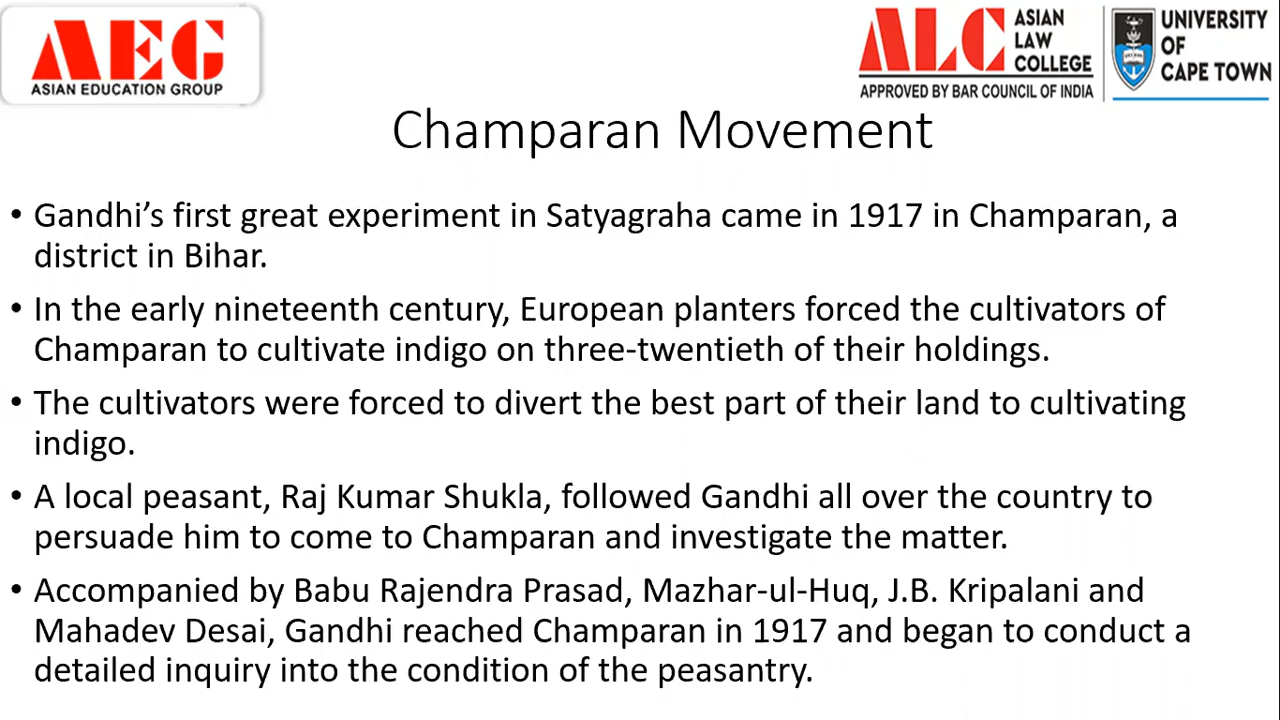 AEG
ASIAN EDUCATION GROUP
ALC
ASIAN
LAW
COLLEGE
APPROVED BY BAR COUNCIL OF INDIA
UNIVERSITY
OF
CAPE TOWN
Champaran Movement
• Gandhi’s first great experiment in Satyagraha came in 1917 in Champaran, a
district in Bihar.
• In the early nineteenth century, European planters forced the cultivators of
Champaran to cultivate indigo on three-twentieth of their holdings.
• The cultivators were forced to divert the best part of their land to cultivating
indigo.
• A local peasant, Raj Kumar Shukla, followed Gandhi all over the country to
persuade him to come to Champaran and investigate the matter.
• Accompanied by Babu Rajendra Prasad, Mazhar-ul-Huq, J.B. Kripalani and
Mahadev Desai, Gandhi reached Champaran in 1917 and began to conduct a
detailed inquiry into the condition of the peasantry.